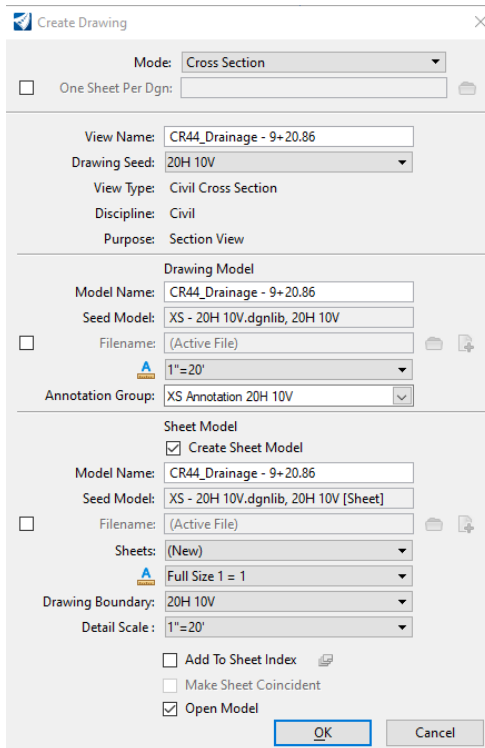 Create Drawing
Mode: Cross Section
One Sheet Per Dgn:
View Name: CR44_Drainage - 9+20.86
Drawing Seed: 20H 10V
View Type: Civil Cross Section
Discipline: Civil
Purpose: Section View
Drawing Model
Model Name: CR44_Drainage - 9+20.86
Seed Model: XS - 20H 10V.dgnlib, 20H 10V
Filename: (Active File)
A 1"=20'
Annotation Group: XS Annotation 20H 10V
Sheet Model
Create Sheet Model
Model Name: CR44_Drainage - 9+20.86
Seed Model: XS - 20H 10V.dgnlib, 20H 10V [Sheet]
Filename: (Active File)
Sheets: (New)
A Full Size 1 = 1
Drawing Boundary: 20H 10V
Detail Scale : 1"=20'
Add To Sheet Index
Make Sheet Coincident
Open Model
OK Cancel